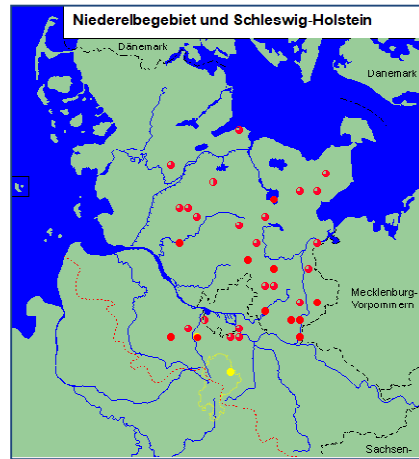 Niederelbegebiet und Schleswig-Holstein
Dänemark
Dänemark
Mecklenburg-
Vorpommern
Sachsen-